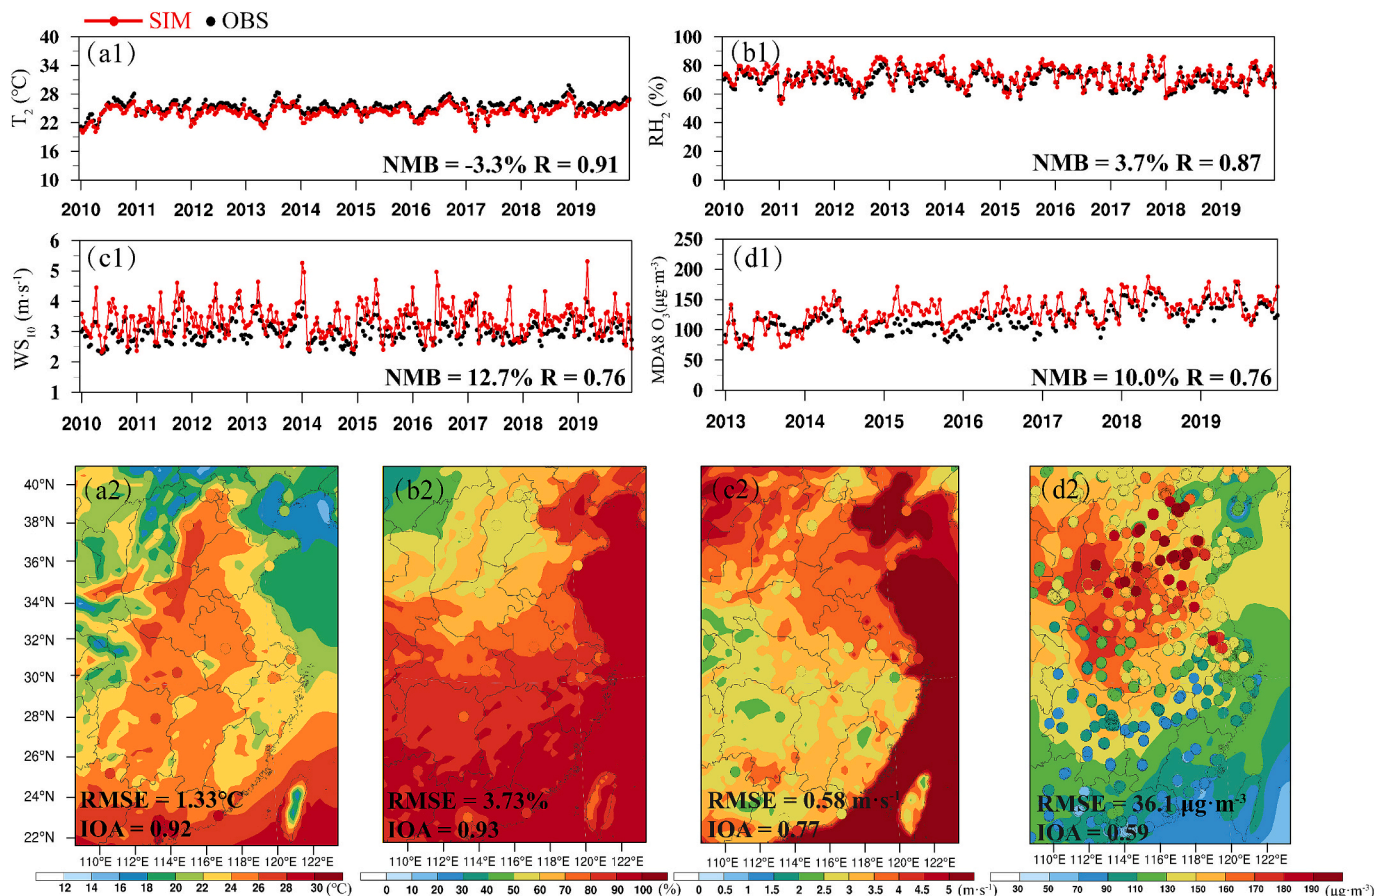 SIM OBS
(a1)
T₂ (℃)
40
34
28
22
16
10
NMB = -3.3% R = 0.91
2010 2011 2012 2013 2014 2015 2016 2017 2018 2019
(b1)
RH₂ (%)
100
80
60
40
20
0
NMB = 3.7% R = 0.87
2010 2011 2012 2013 2014 2015 2016 2017 2018 2019
(c1)
WS₁₀ (m·s⁻¹)
6
5
4
3
2
1
NMB = 12.7% R = 0.76
2010 2011 2012 2013 2014 2015 2016 2017 2018 2019
(d1)
MDA8 O₃(μg·m⁻³)
250
200
150
100
50
0
NMB = 10.0% R = 0.76
2013 2014 2015 2016 2017 2018 2019
(a2)
40°N
38°N
36°N
34°N
32°N
30°N
28°N
26°N
24°N
22°N
RMSE = 1.33℃
IOA = 0.92
110°E 114°E 116°E 118°E 120°E 122°E
12 14 16 18 20 22 24 26 28 30 (℃)
(b2)
RMSE = 3.73%
IOA = 0.93
110°E 114°E 116°E 118°E 120°E 122°E
0 10 30 40 50 60 70 80 90 100 (%)
(c2)
RMSE = 0.58 m·s⁻¹
IOA = 0.77
110°E 114°E 116°E 118°E 120°E 122°E
0 0.5 1 1.5 2 2.5 3 3.5 4 4.5 5 (m·s⁻¹)
(d2)
RMSE = 36.1 μg·m⁻³
IOA = 0.59
110°E 114°E 116°E 118°E 120°E 122°E
30 50 70 90 110 130 150 160 170 180 190 (μg·m⁻³)